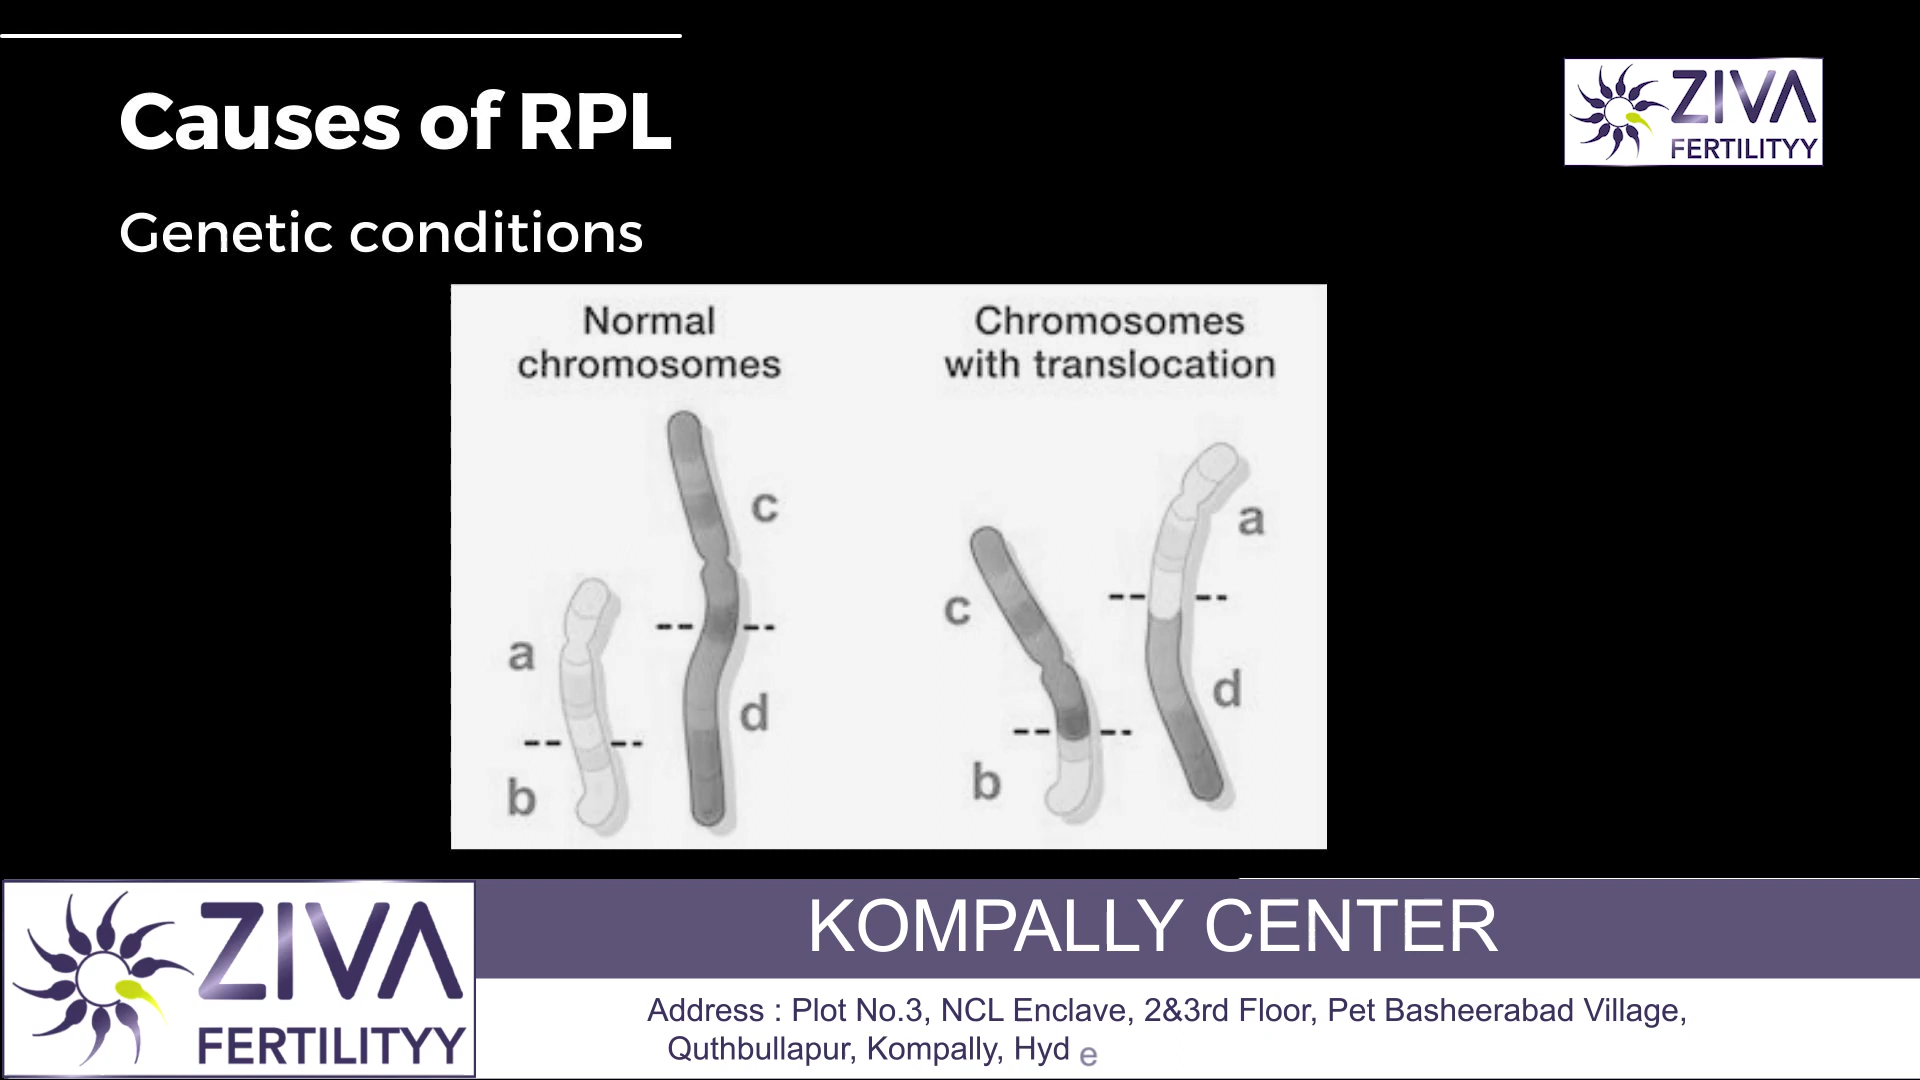 Causes of RPL
ZIVA
FERTILITYY
Genetic conditions
Normal
chromosomes
Chromosomes
with translocation
c
a
c
a
d
d
b
b
ZIVA
FERTILITYY
KOMPALLY CENTER
Address : Plot No.3, NCL Enclave, 2&3rd Floor, Pet Basheerabad Village,
Quthbullapur, Kompally, Hyd e